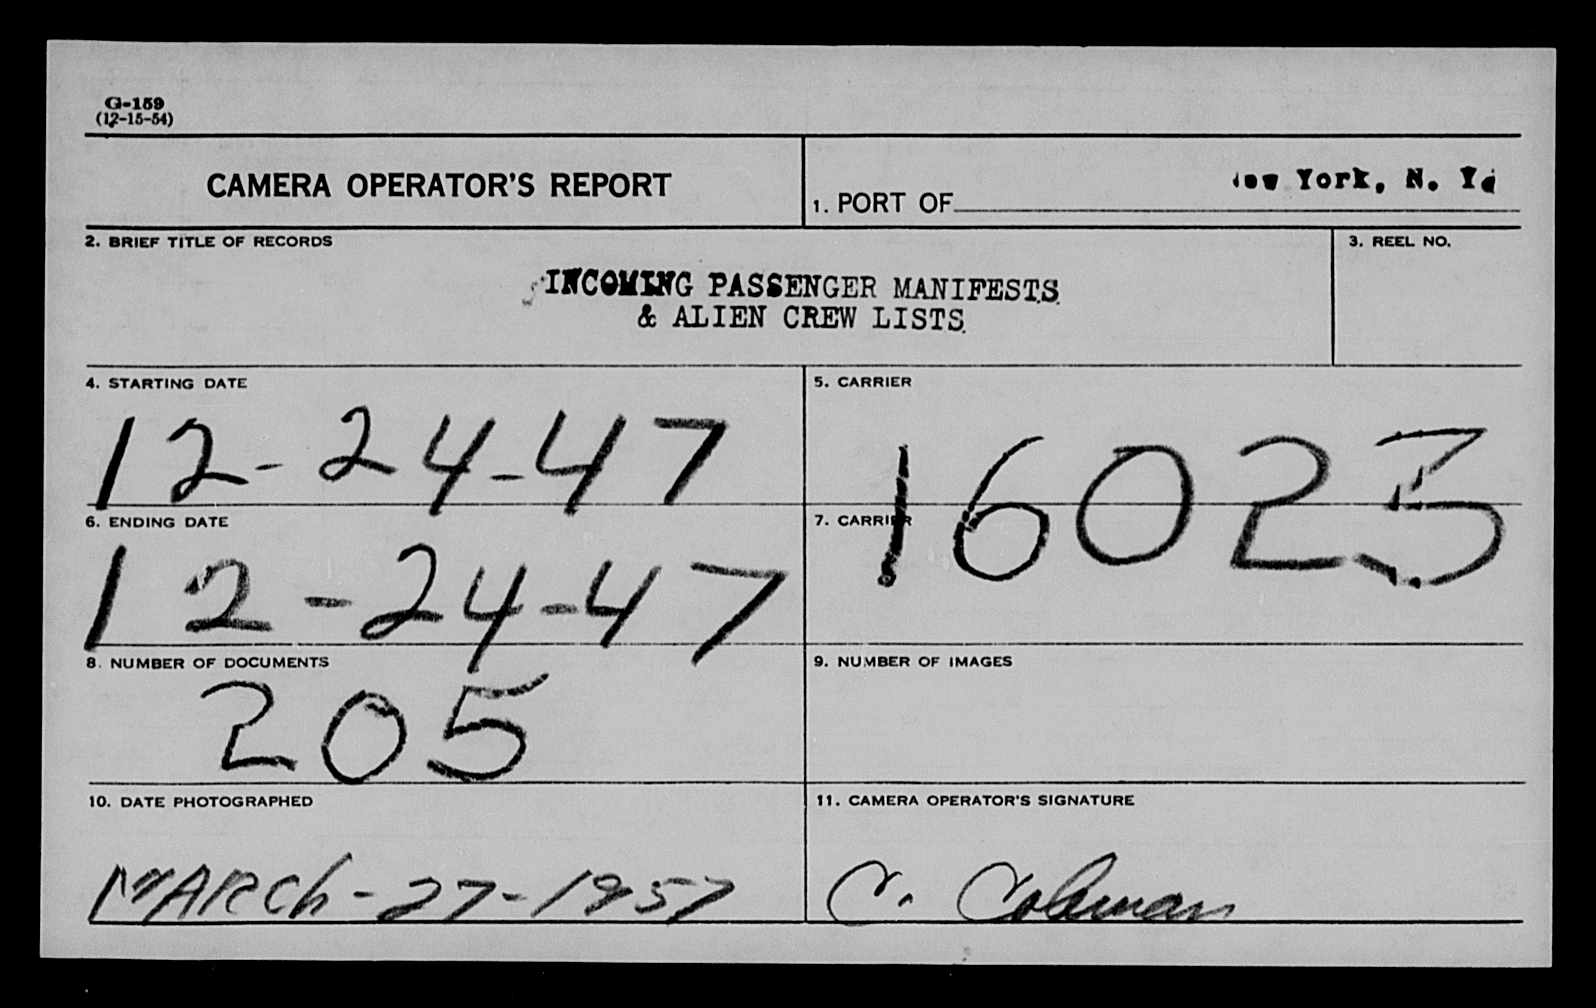 G-159
(12-15-54)
CAMERA OPERATOR'S REPORT
1. PORT OF New York, N. Y.
2. BRIEF TITLE OF RECORDS
3. REEL NO.
INCOMING PASSENGER MANIFESTS
& ALIEN CREW LISTS
4. STARTING DATE
5. CARRIER
12-24-47
16023
6. ENDING DATE
7. CARRIER
12-24-47
8. NUMBER OF DOCUMENTS
9. NUMBER OF IMAGES
205
10. DATE PHOTOGRAPHED
11. CAMERA OPERATOR'S SIGNATURE
MARCh-27-1957
C. Coleman